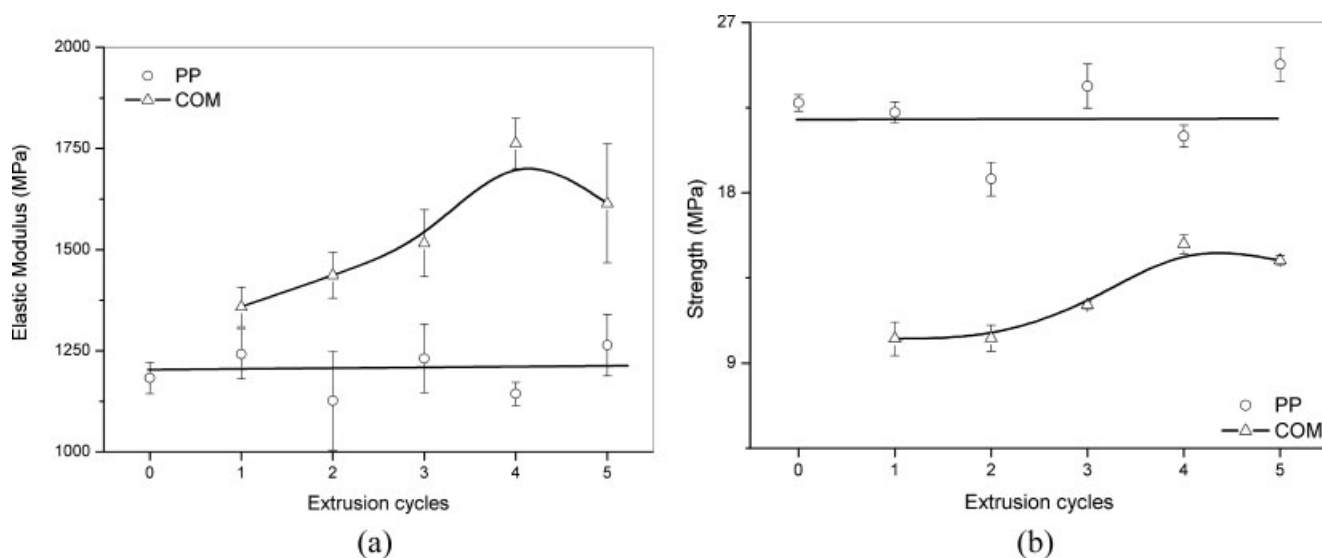 2000
1750
1500
1250
1000
Elastic Modulus (MPa)
PP
COM
0 1 2 3 4 5
Extrusion cycles
(a)
27
18
9
Strength (MPa)
PP
COM
0 1 2 3 4 5
Extrusion cycles
(b)